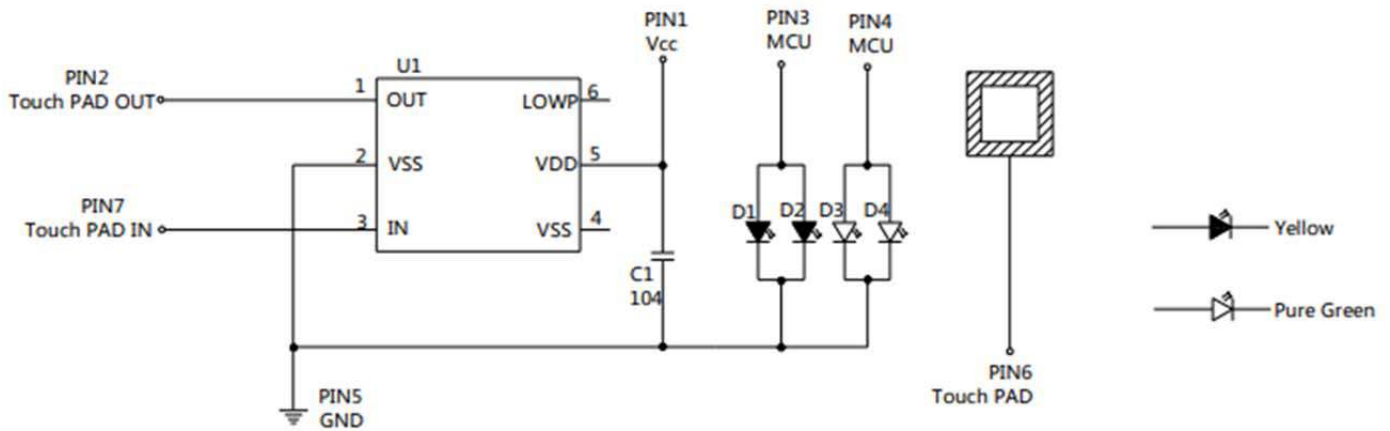 PIN2
Touch PAD OUT
PIN7
Touch PAD IN
U1
1
OUT
2
VSS
3
IN
LOWP
6
VDD
5
VSS
4
PIN1
Vcc
C1
104
PIN3
MCU
PIN4
MCU
D1
D2
D3
D4
PIN5
GND
PIN6
Touch PAD
Yellow
Pure Green